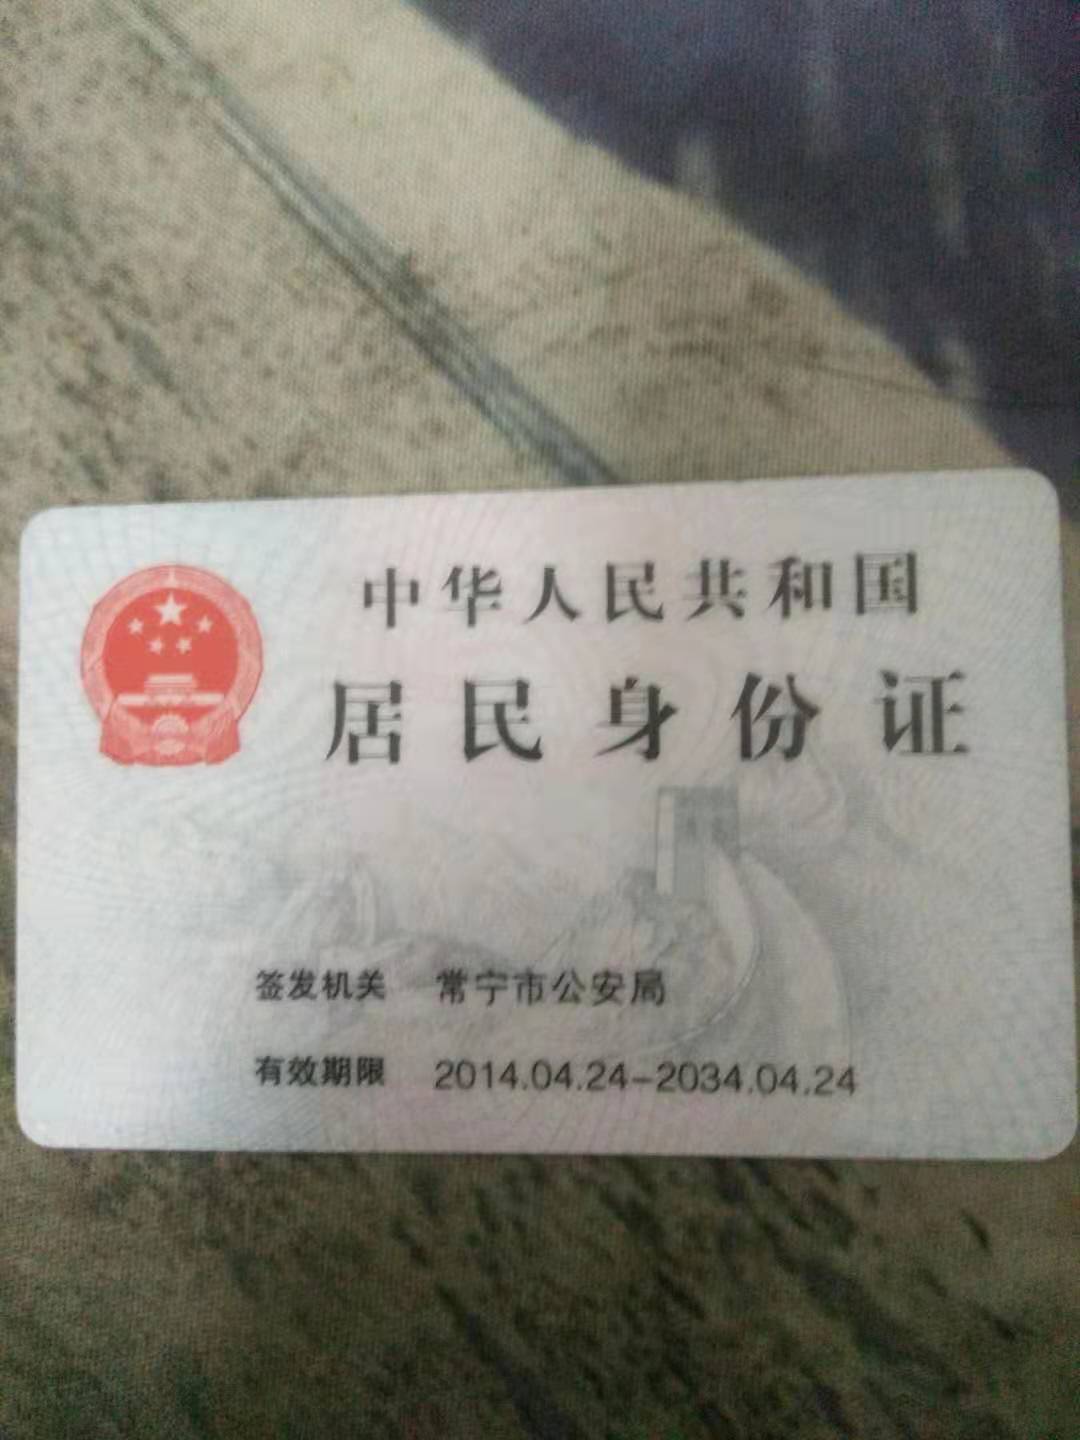 中华人民共和国
居民身份证
签发机关 常宁市公安局
有效期限 2014.04.24-2034.04.24